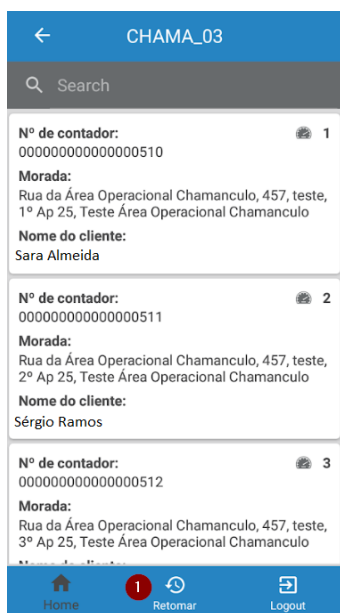 CHAMA_03
Search
Nº de contador:
1
000000000000000510
Morada:
Rua da Área Operacional Chamanculo, 457, teste,
1º Ap 25, Teste Área Operacional Chamanculo
Nome do cliente:
Sara Almeida
Nº de contador:
2
000000000000000511
Morada:
Rua da Área Operacional Chamanculo, 457, teste,
2º Ap 25, Teste Área Operacional Chamanculo
Nome do cliente:
Sérgio Ramos
Nº de contador:
3
000000000000000512
Morada:
Rua da Área Operacional Chamanculo, 457, teste,
3º Ap 25, Teste Área Operacional Chamanculo
1
Home
Retomar
Logout